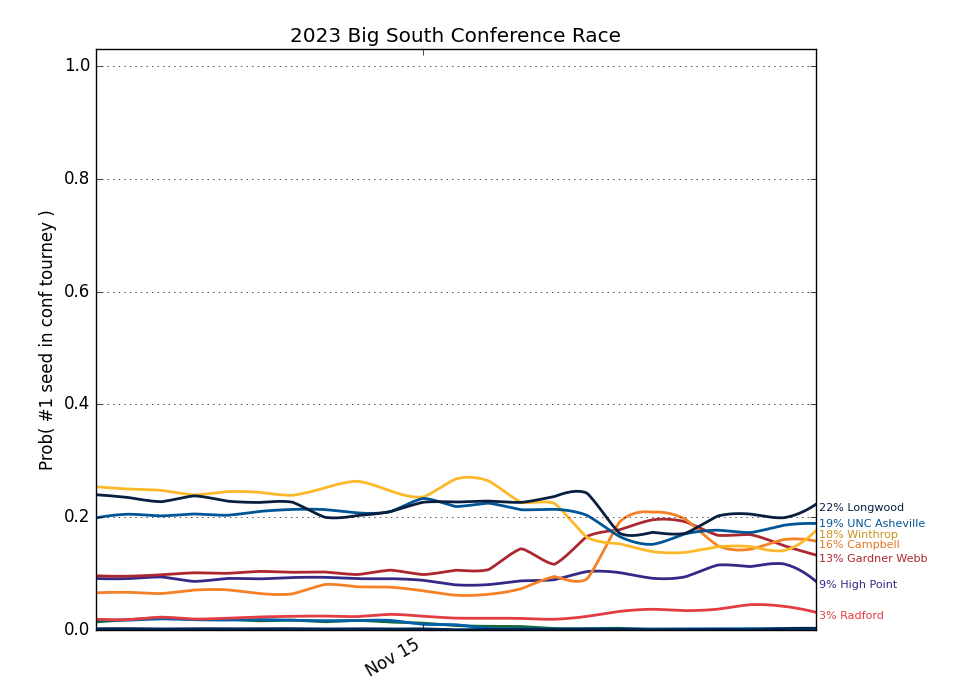 2023 Big South Conference Race
Prob( #1 seed in conf tourney )
1.0
0.8
0.6
0.4
0.2
0.0
Nov 15
22% Longwood
19% UNC Asheville
18% Winthrop
16% Campbell
13% Gardner Webb
9% High Point
3% Radford